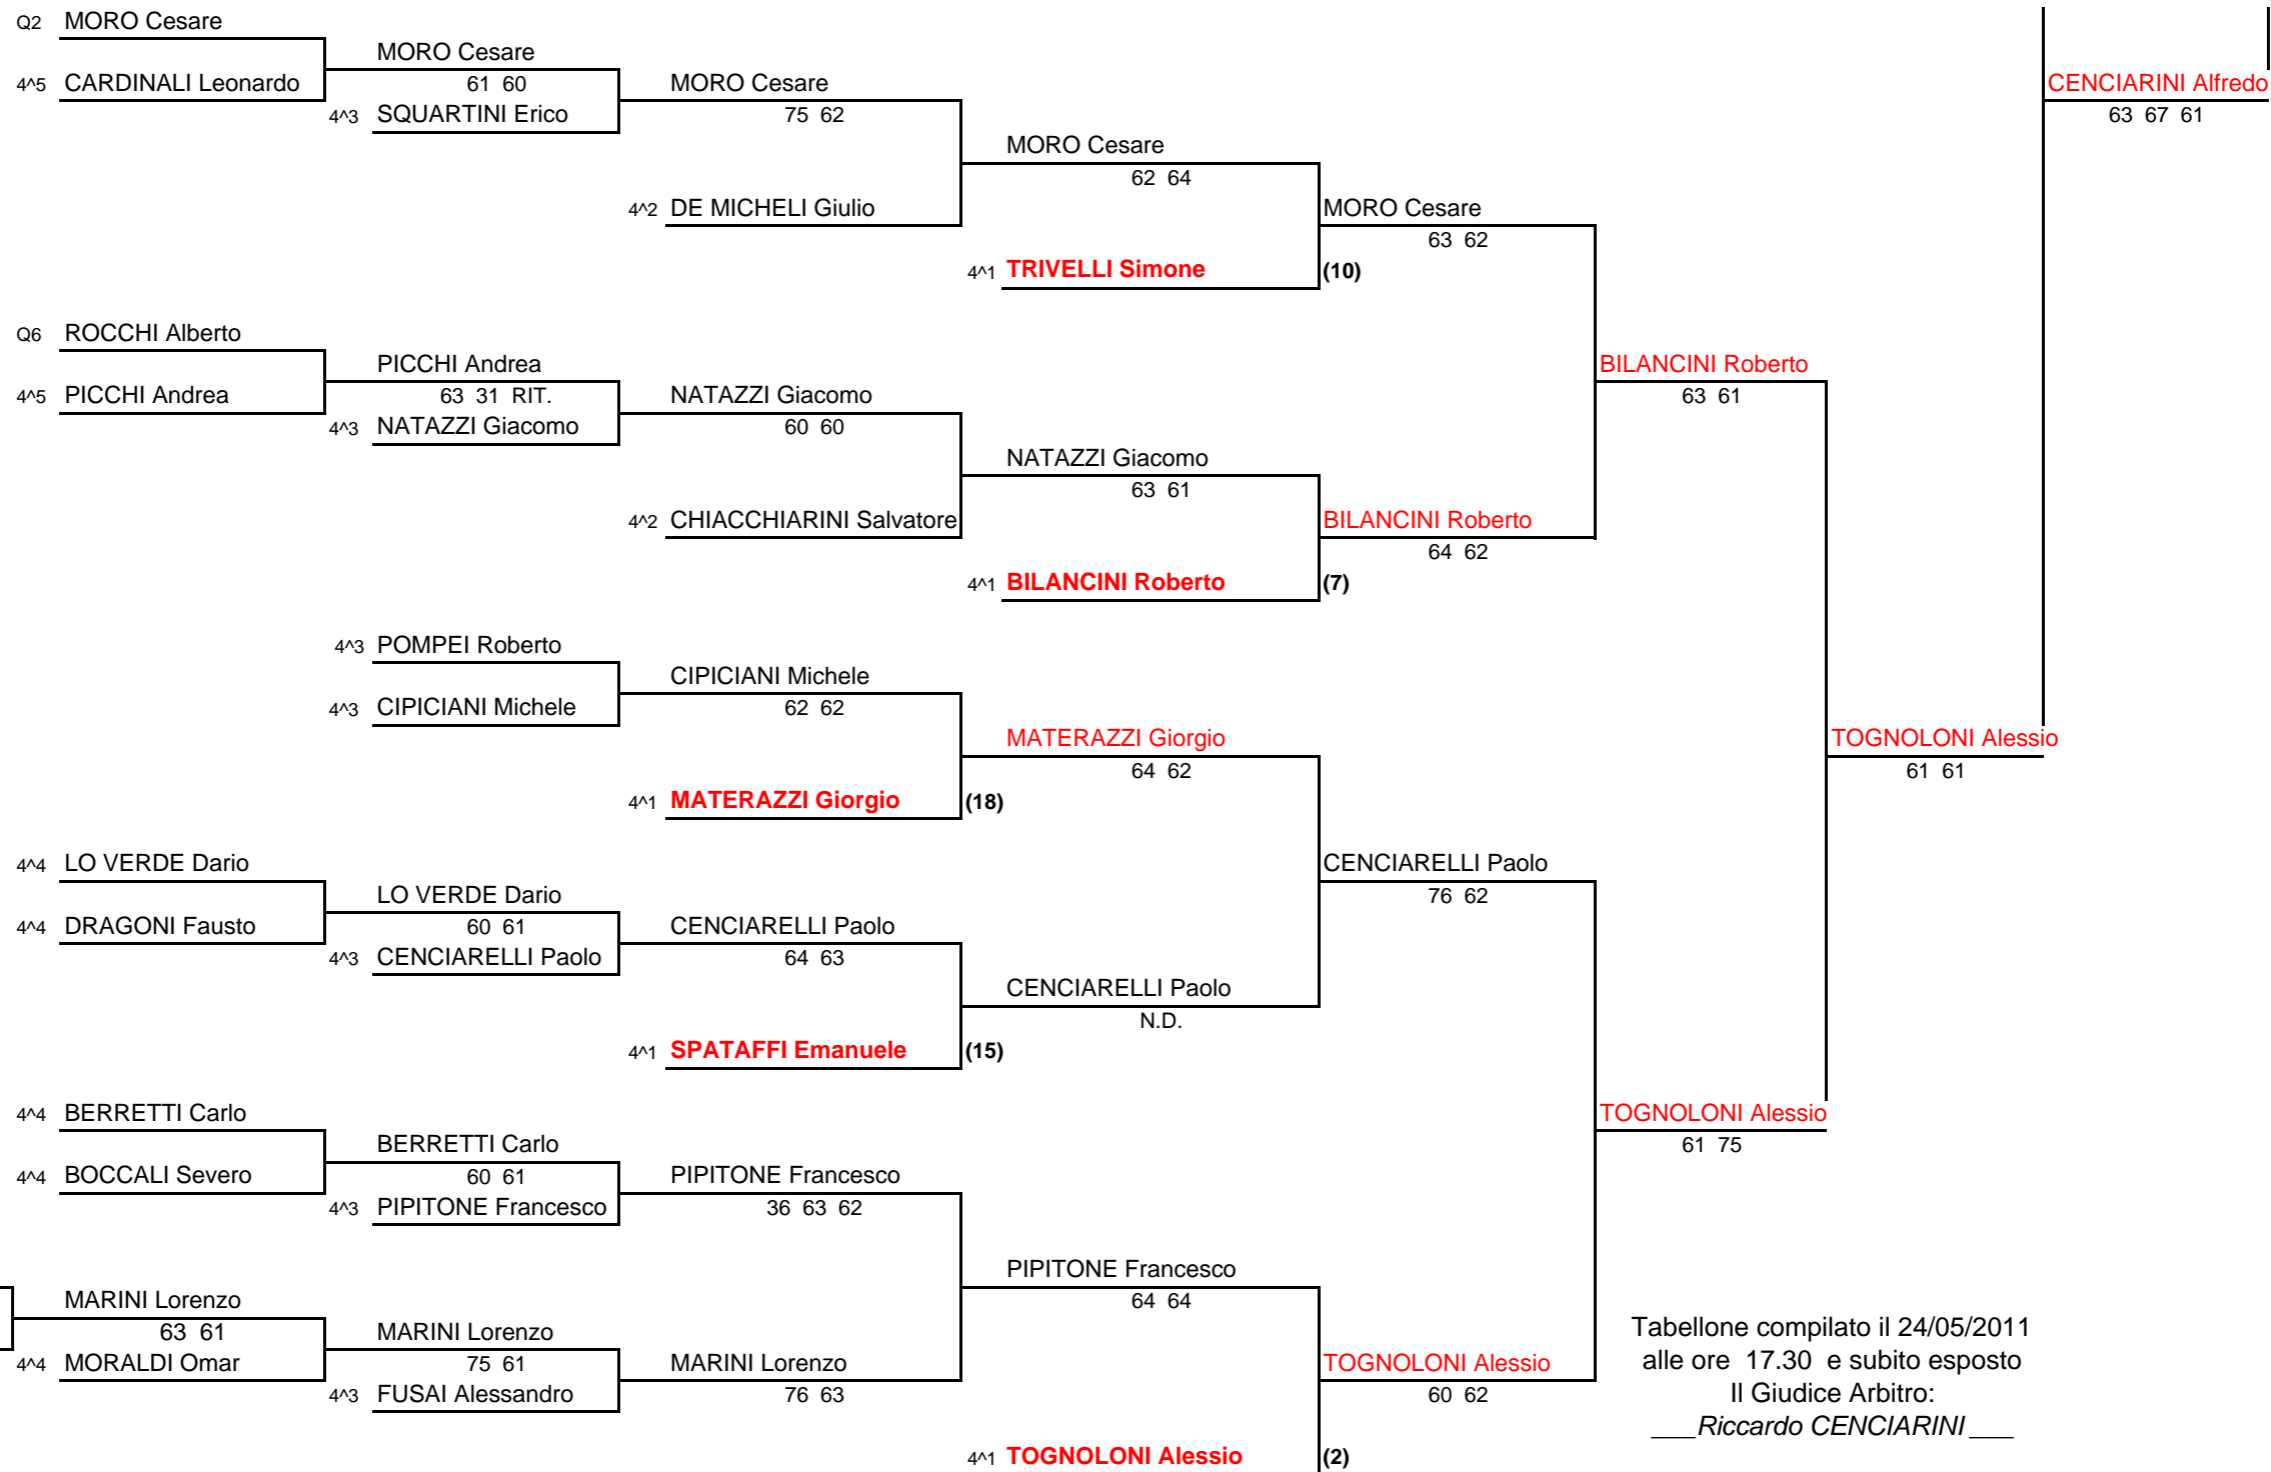 Q2 MORO Cesare
MORO Cesare
4^5 CARDINALI Leonardo 61 60 MORO Cesare CENCIARINI Alfredo
4^3 SQUARTINI Erico 75 62 63 67 61
MORO Cesare
62 64
4^2 DE MICHELI Giulio MORO Cesare
63 62
4^1 TRIVELLI Simone (10)
Q6 ROCCHI Alberto
PICCHI Andrea BILANCINI Roberto
4^5 PICCHI Andrea 63 31 RIT. NATAZZI Giacomo 63 61
4^3 NATAZZI Giacomo 60 60
NATAZZI Giacomo
63 61
4^2 CHIACCHIARINI Salvatore BILANCINI Roberto
64 62
4^1 BILANCINI Roberto (7)
4^3 POMPEI Roberto
CIPICIANI Michele
4^3 CIPICIANI Michele 62 62
MATERAZZI Giorgio TOGNOLONI Alessio
64 62 61 61
4^1 MATERAZZI Giorgio (18)
4^4 LO VERDE Dario CENCIARELLI Paolo
LO VERDE Dario 76 62
4^4 DRAGONI Fausto 60 61 CENCIARELLI Paolo
4^3 CENCIARELLI Paolo 64 63
CENCIARELLI Paolo
N.D.
4^1 SPATAFFI Emanuele (15)
4^4 BERRETTI Carlo TOGNOLONI Alessio
BERRETTI Carlo 61 75
4^4 BOCCALI Severo 60 61 PIPITONE Francesco
4^3 PIPITONE Francesco 36 63 62
PIPITONE Francesco
MARINI Lorenzo 64 64
63 61 MARINI Lorenzo Tabellone compilato il 24/05/2011
4^4 MORALDI Omar 75 61 MARINI Lorenzo TOGNOLONI Alessio alle ore 17.30 e subito esposto
4^3 FUSAI Alessandro 76 63 60 62 Il Giudice Arbitro:
___Riccardo CENCIARINI ___
4^1 TOGNOLONI Alessio (2)